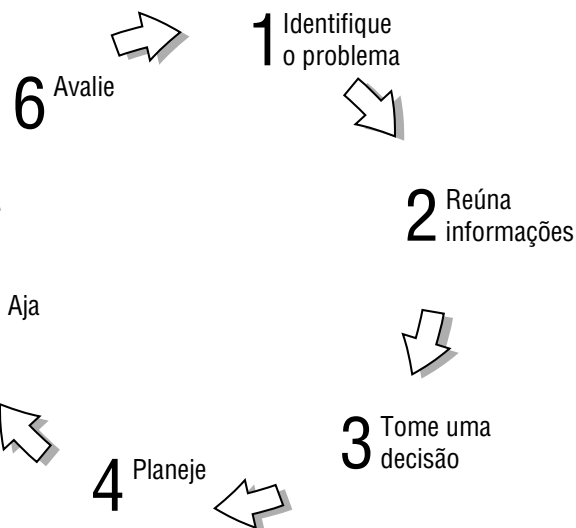 1 Identifique
o problema
2 Reúna
informações
3 Tome uma
decisão
4 Planeje
Aja
6 Avalie